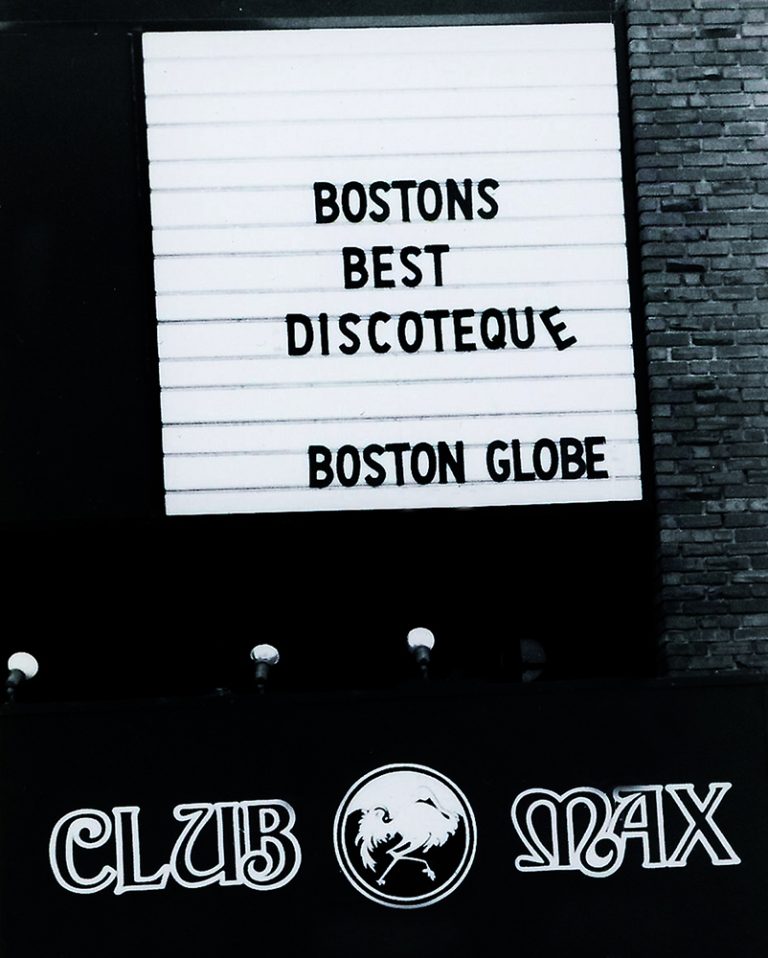 BOSTONS
BEST
DISCOTEQUE
BOSTON GLOBE
CLUB MAX